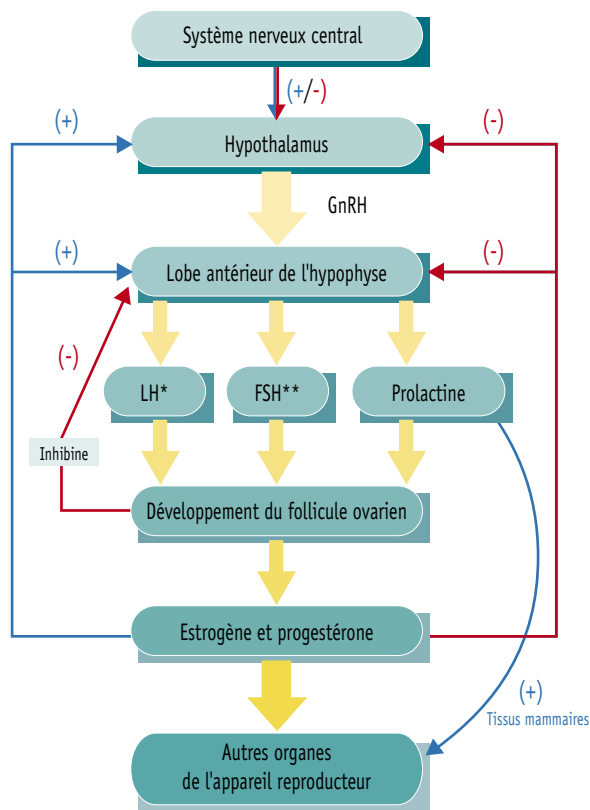 Système nerveux central
(+/-)
(+)
Hypothalamus
(-)
GnRH
(+)
Lobe antérieur de l'hypophyse
(-)
(-)
LH*
FSH**
Prolactine
Inhibine
Développement du follicule ovarien
Estrogène et progestérone
(+)
Tissus mammaires
Autres organes
de l'appareil reproducteur